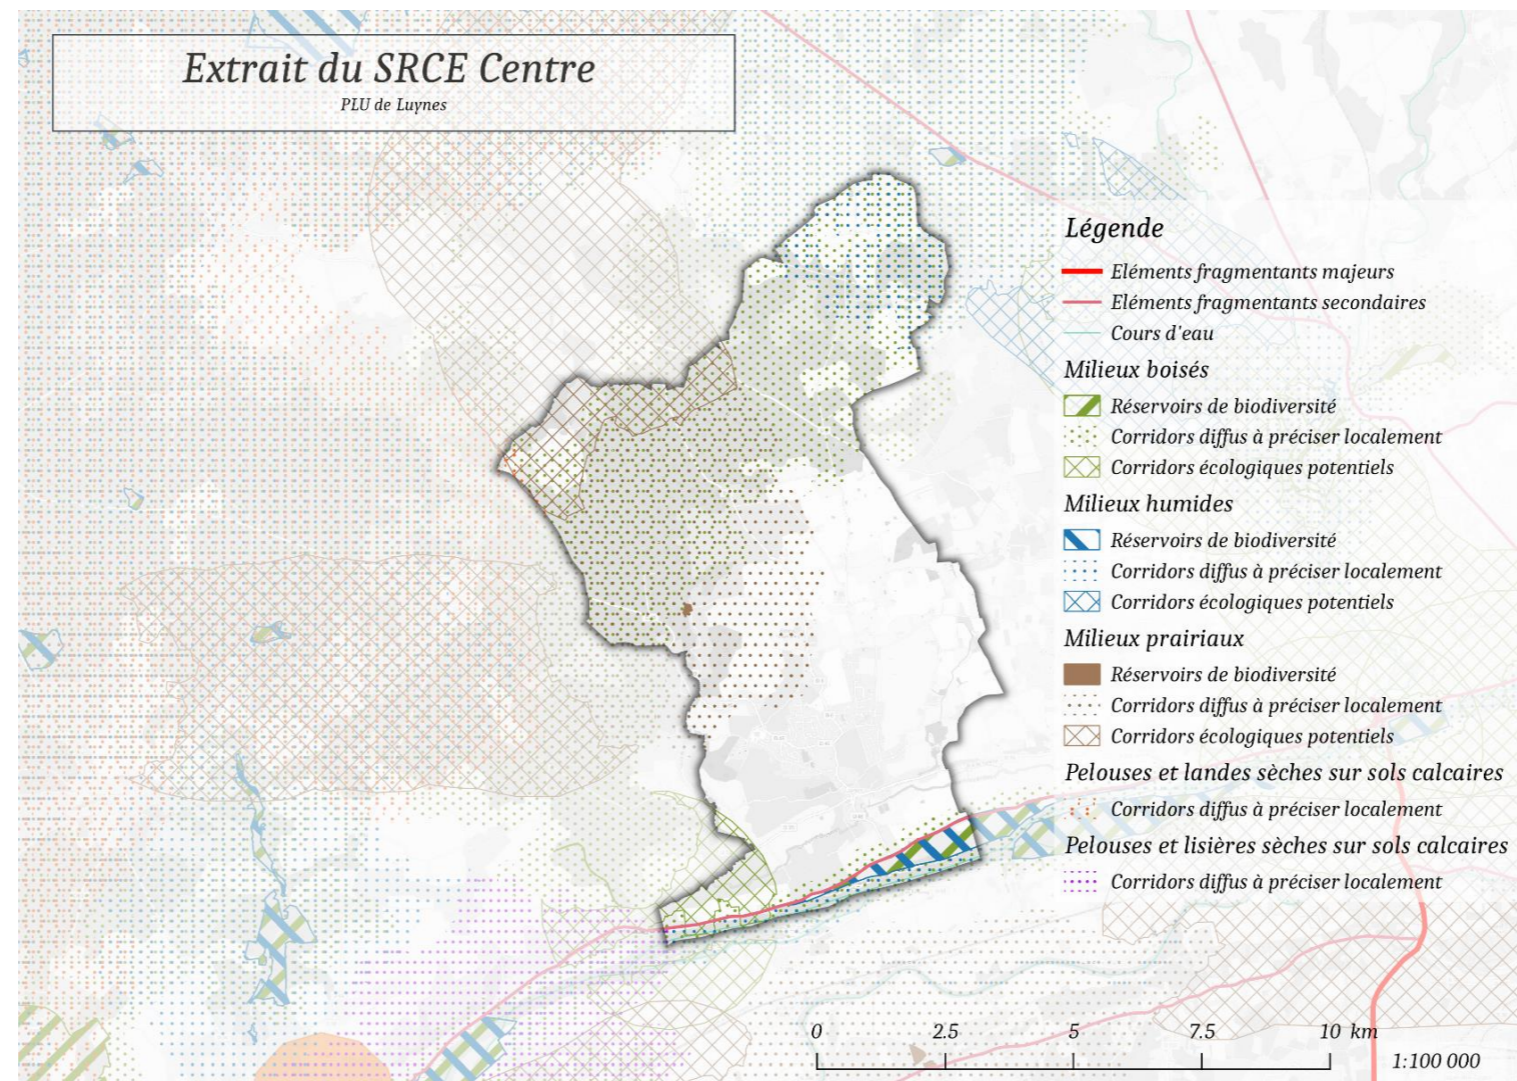 Extrait du SRCE Centre
PLU de Luynes
Légende
Eléments fragmentants majeurs
Eléments fragmentants secondaires
Cours d'eau
Milieux boisés
Réservoirs de biodiversité
Corridors diffus à préciser localement
Corridors écologiques potentiels
Milieux humides
Réservoirs de biodiversité
Corridors diffus à préciser localement
Corridors écologiques potentiels
Milieux prairiaux
Réservoirs de biodiversité
Corridors diffus à préciser localement
Corridors écologiques potentiels
Pelouses et landes sèches sur sols calcaires
Corridors diffus à préciser localement
Pelouses et lisières sèches sur sols calcaires
Corridors diffus à préciser localement
0 2.5 5 7.5 10 km
1:100 000